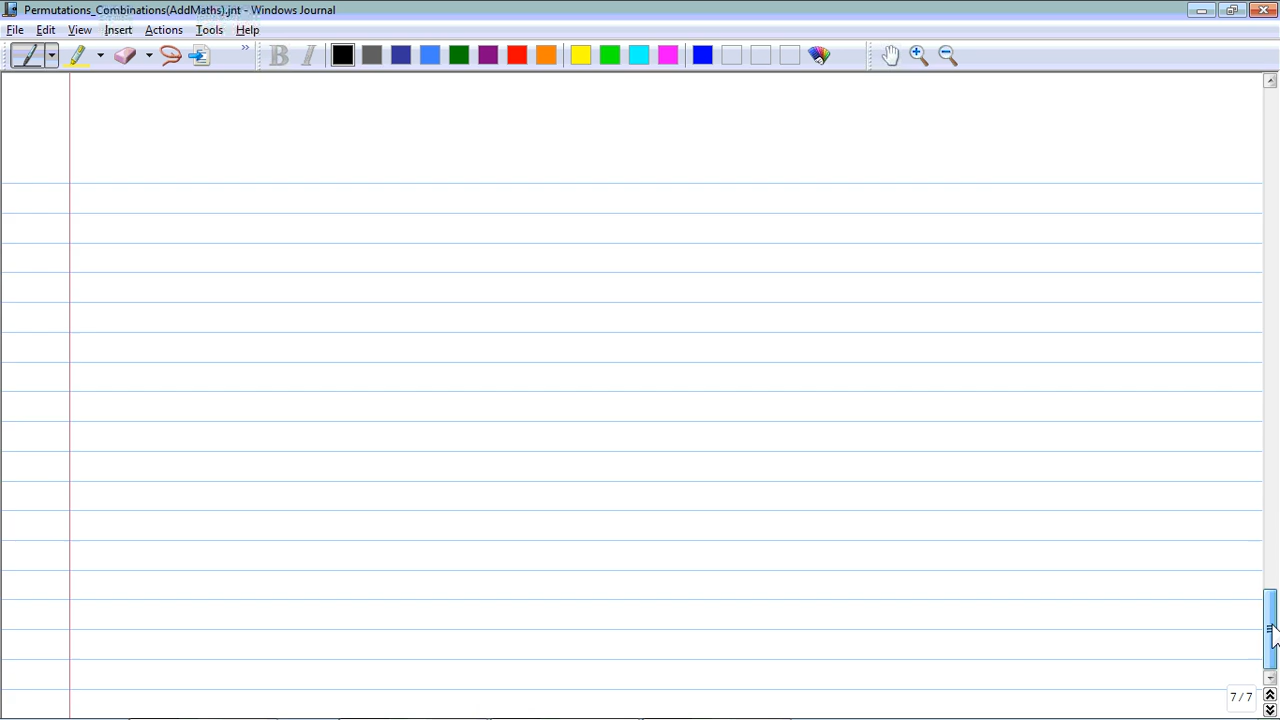 Permutations_Combinations(AddMaths).jnt - Windows Journal
File Edit View Insert Actions Tools Help
B I
7 / 7